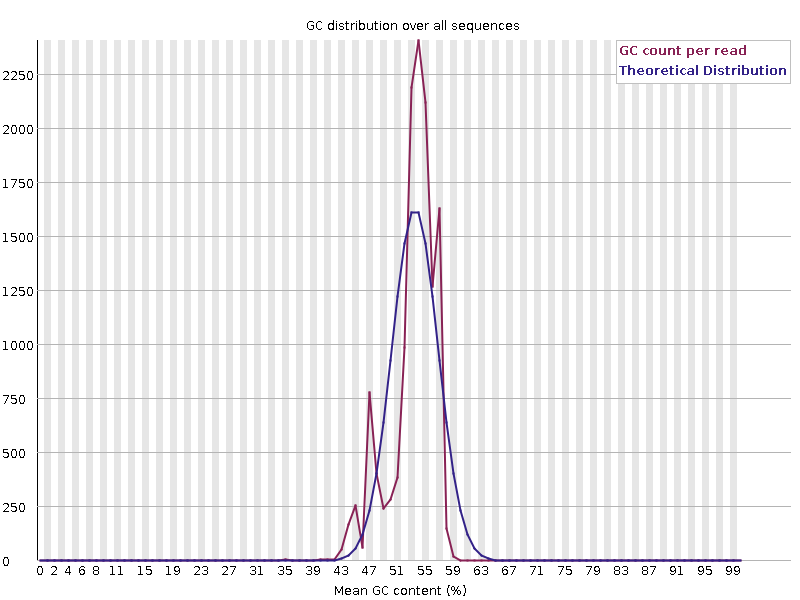 GC distribution over all sequences
GC count per read
Theoretical Distribution
2250
2000
1750
1500
1250
1000
750
500
250
0
0 2 4 6 8 11 15 19 23 27 31 35 39 43 47 51 55 59 63 67 71 75 79 83 87 91 95 99
Mean GC content (%)